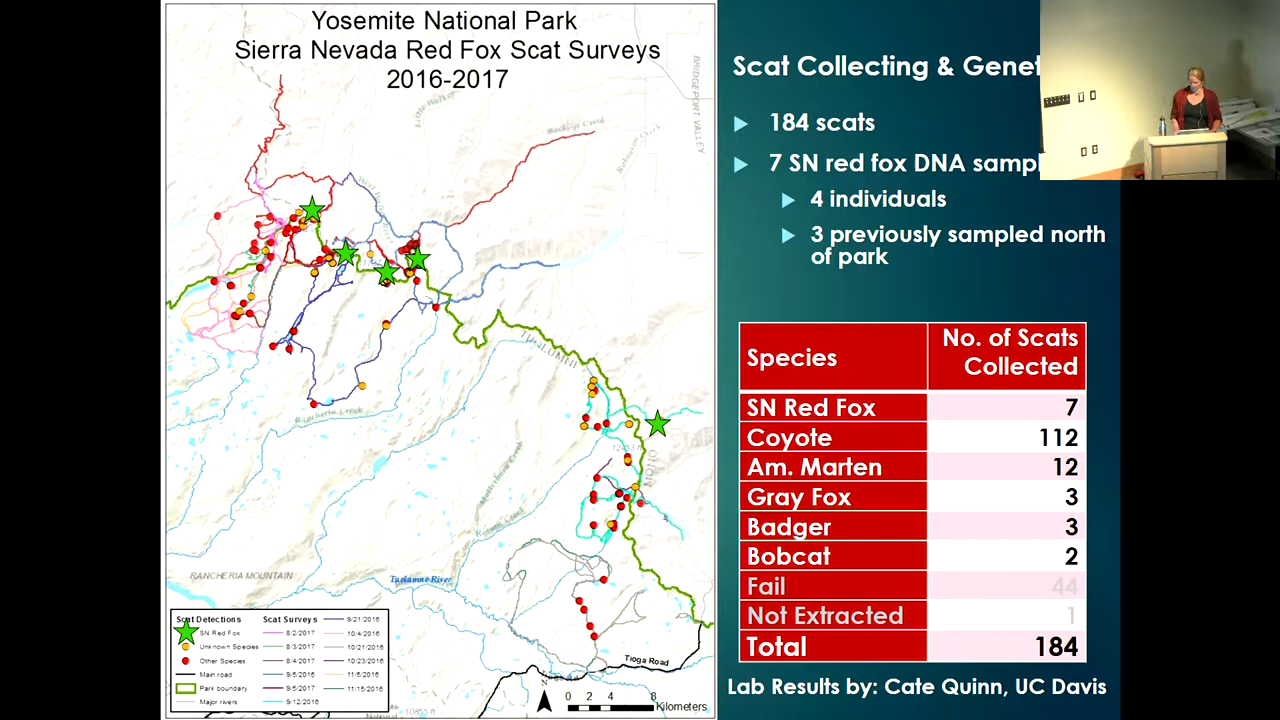 Yosemite National Park
Sierra Nevada Red Fox Scat Surveys
2016-2017
BRIDGEPORT VALLEY
Buckeye Creek
TUOLUMNE
MONO
RANCHERIA MOUNTAIN
Tuolumne River
Tioga Road
Scat Detections
SN Red Fox
Unknown Species
Other Species
Main road
Park boundary
Major rivers
Scat Surveys
8/2/2017
8/3/2017
8/4/2017
9/5/2016
9/5/2017
9/12/2016
9/21/2016
10/4/2016
10/21/2016
10/23/2016
11/5/2016
11/15/2016
N
0 2 4 8
Kilometers
Scat Collecting & Genet
184 scats
7 SN red fox DNA sampl
4 individuals
3 previously sampled north
of park
Species No. of Scats
Collected
SN Red Fox 7
Coyote 112
Am. Marten 12
Gray Fox 3
Badger 3
Bobcat 2
Fail 44
Not Extracted 1
Total 184
Lab Results by: Cate Quinn, UC Davis